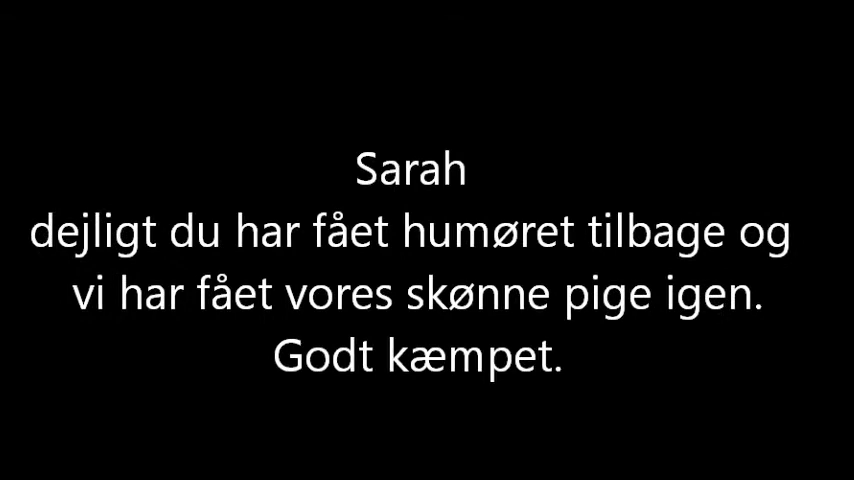 Sarah
dejligt du har fået humøret tilbage og
vi har fået vores skønne pige igen.
Godt kæmpet.